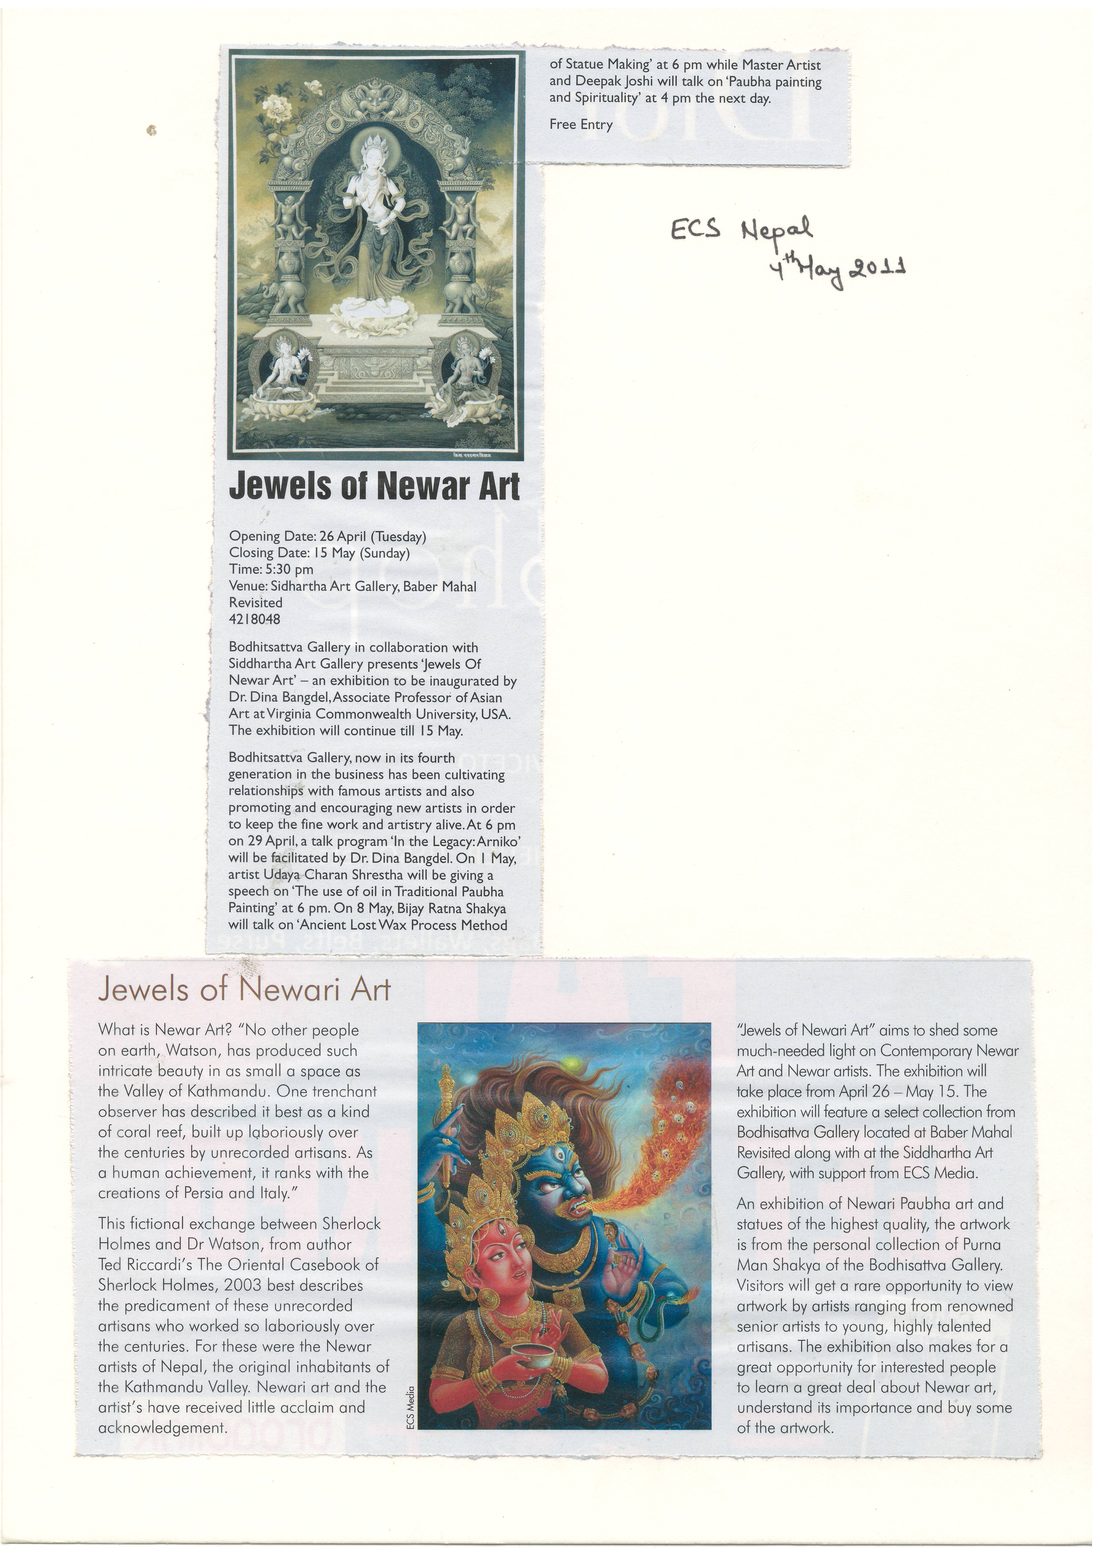 of Statue Making' at 6 pm while Master Artist
and Deepak Joshi will talk on 'Paubha painting
and Spirituality' at 4 pm the next day.
Free Entry
ECS Nepal
4th May 2011
Jewels of Newar Art
Opening Date: 26 April (Tuesday)
Closing Date: 15 May (Sunday)
Time: 5:30 pm
Venue: Sidhartha Art Gallery, Baber Mahal
Revisited
4218048
Bodhitsattva Gallery in collaboration with
Siddhartha Art Gallery presents 'Jewels Of
Newar Art' – an exhibition to be inaugurated by
Dr. Dina Bangdel, Associate Professor of Asian
Art at Virginia Commonwealth University, USA.
The exhibition will continue till 15 May.
Bodhitsattva Gallery, now in its fourth
generation in the business has been cultivating
relationships with famous artists and also
promoting and encouraging new artists in order
to keep the fine work and artistry alive. At 6 pm
on 29 April, a talk program 'In the Legacy: Arniko'
will be facilitated by Dr. Dina Bangdel. On 1 May,
artist Udaya Charan Shrestha will be giving a
speech on 'The use of oil in Traditional Paubha
Painting' at 6 pm. On 8 May, Bijay Ratna Shakya
will talk on 'Ancient Lost Wax Process Method
Jewels of Newari Art
What is Newar Art? "No other people
on earth, Watson, has produced such
intricate beauty in as small a space as
the Valley of Kathmandu. One trenchant
observer has described it best as a kind
of coral reef, built up laboriously over
the centuries by unrecorded artisans. As
a human achievement, it ranks with the
creations of Persia and Italy."
This fictional exchange between Sherlock
Holmes and Dr Watson, from author
Ted Riccardi's The Oriental Casebook of
Sherlock Holmes, 2003 best describes
the predicament of these unrecorded
artisans who worked so laboriously over
the centuries. For these were the Newar
artists of Nepal, the original inhabitants of
the Kathmandu Valley. Newari art and the
artist's have received little acclaim and
acknowledgement.
ECS Media
"Jewels of Newari Art" aims to shed some
much-needed light on Contemporary Newar
Art and Newar artists. The exhibition will
take place from April 26 – May 15. The
exhibition will feature a select collection from
Bodhisattva Gallery located at Baber Mahal
Revisited along with at the Siddhartha Art
Gallery, with support from ECS Media.
An exhibition of Newari Paubha art and
statues of the highest quality, the artwork
is from the personal collection of Purna
Man Shakya of the Bodhisattva Gallery.
Visitors will get a rare opportunity to view
artwork by artists ranging from renowned
senior artists to young, highly talented
artisans. The exhibition also makes for a
great opportunity for interested people
to learn a great deal about Newar art,
understand its importance and buy some
of the artwork.